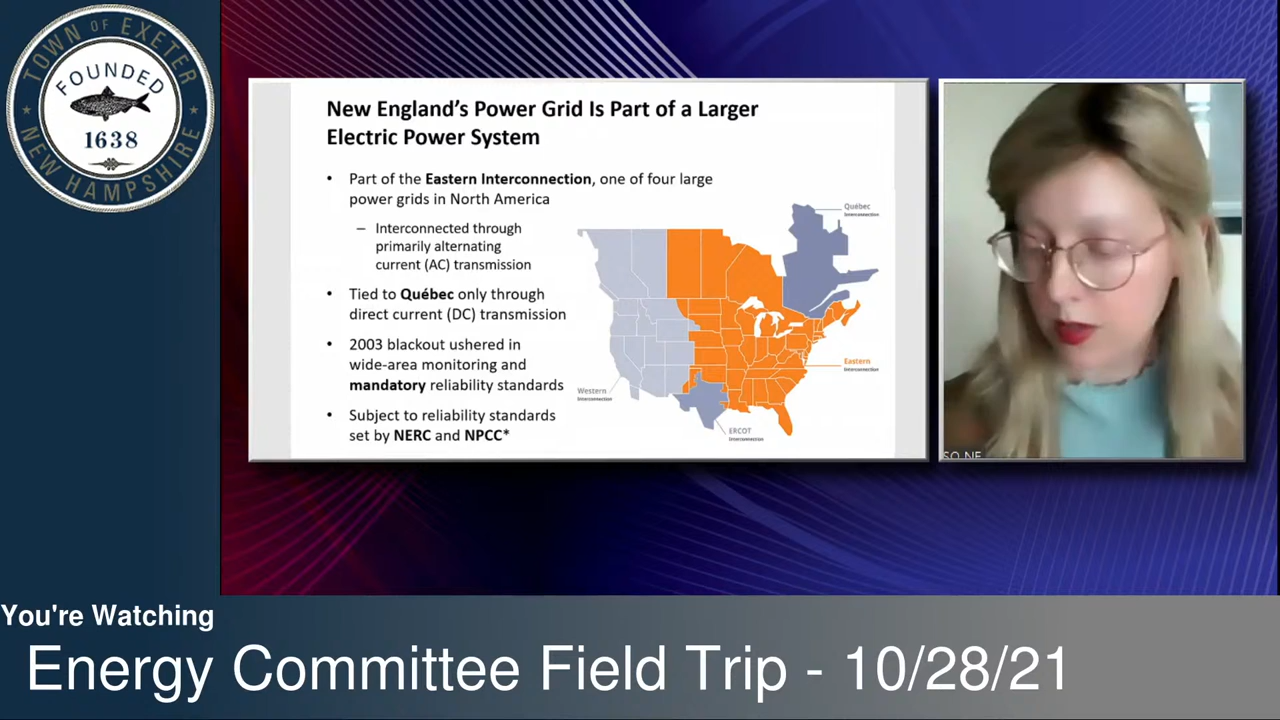 TOWN OF EXETER
FOUNDED
1638
NEW HAMPSHIRE
New England's Power Grid Is Part of a Larger
Electric Power System
• Part of the Eastern Interconnection, one of four large
power grids in North America
– Interconnected through
primarily alternating
current (AC) transmission
• Tied to Québec only through
direct current (DC) transmission
• 2003 blackout ushered in
wide-area monitoring and
mandatory reliability standards
• Subject to reliability standards
set by NERC and NPCC*
Québec
Interconnection
Eastern
Interconnection
Western
Interconnection
ERCOT
Interconnection
SO NE
You're Watching
Energy Committee Field Trip - 10/28/21